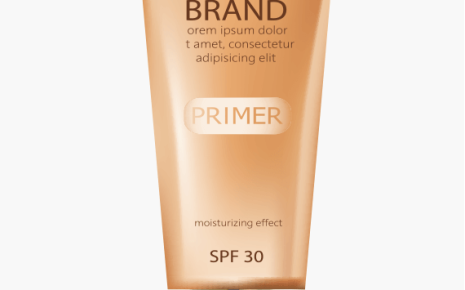 BRAND
orem ipsum dolor
t amet, consectetur
adipisicing elit
PRIMER
moisturizing effect
SPF 30